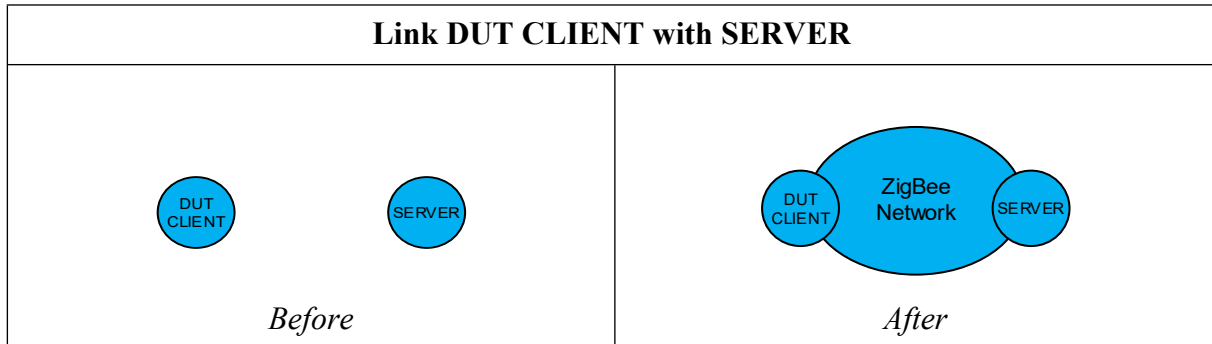 Link DUT CLIENT with SERVER
DUT
CLIENT
SERVER
Before
DUT
CLIENT
ZigBee
Network
SERVER
After